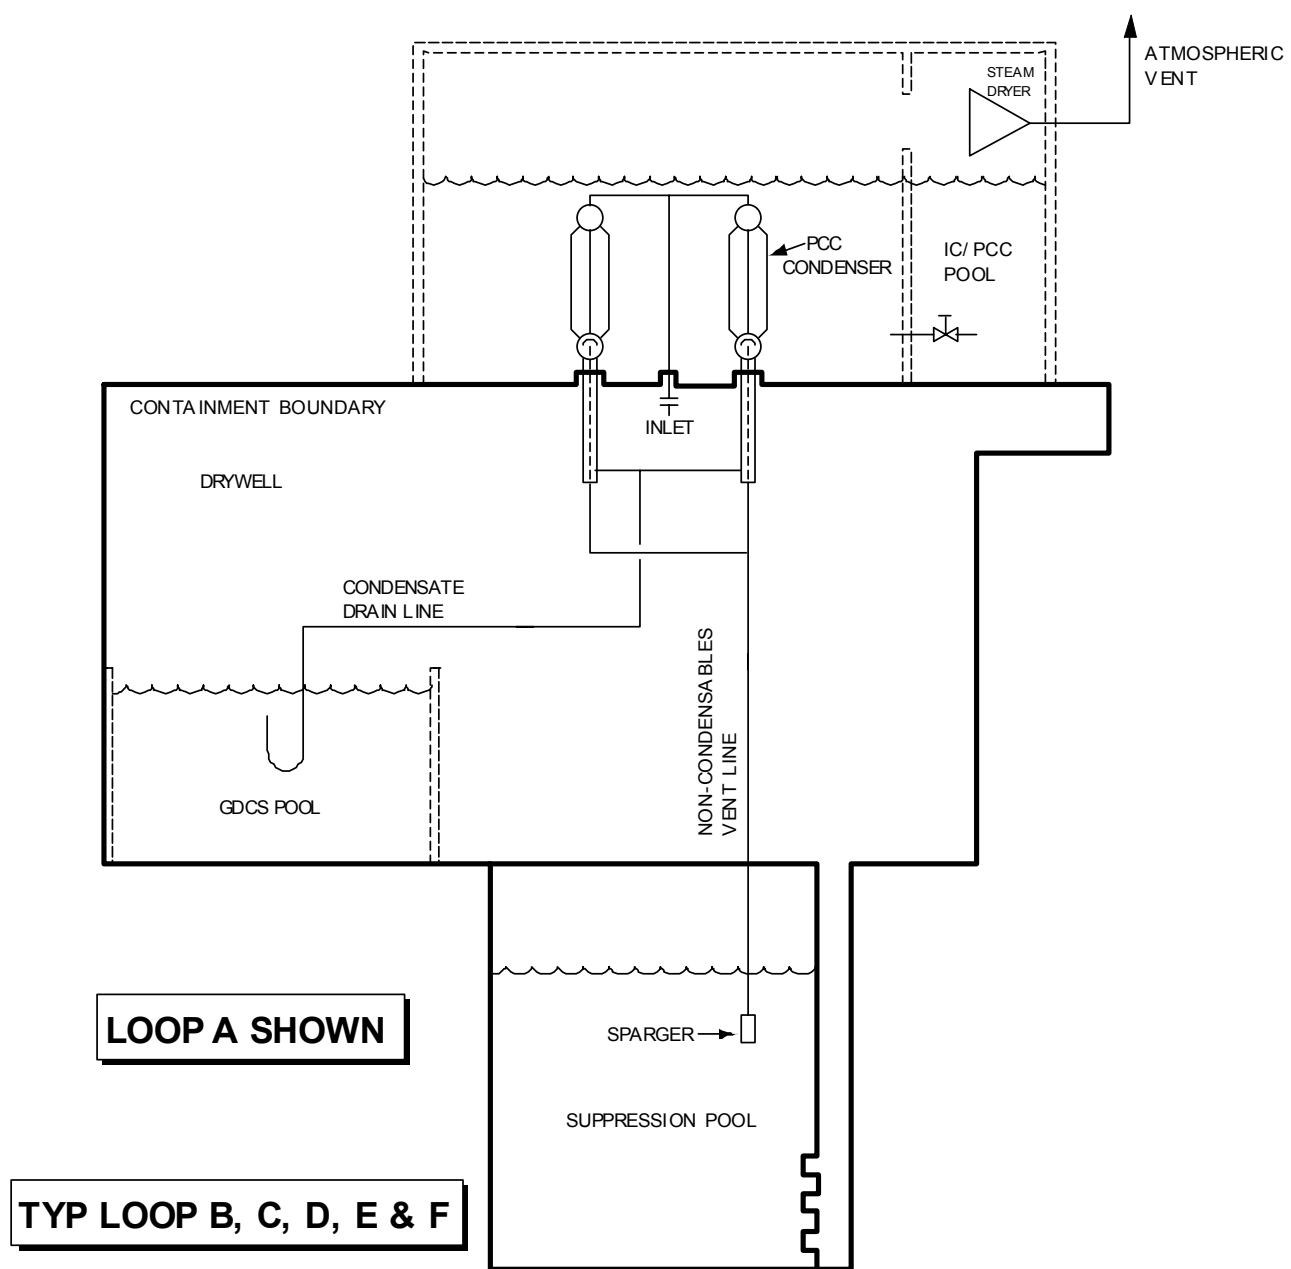 ATMOSPHERIC
VENT
STEAM
DRYER
PCC
CONDENSER
IC/PCC
POOL
CONTAINMENT BOUNDARY
INLET
DRYWELL
CONDENSATE
DRAIN LINE
NON-CONDENSABLES
VENT LINE
GDCS POOL
LOOP A SHOWN
SPARGER
SUPPRESSION POOL
TYP LOOP B, C, D, E & F